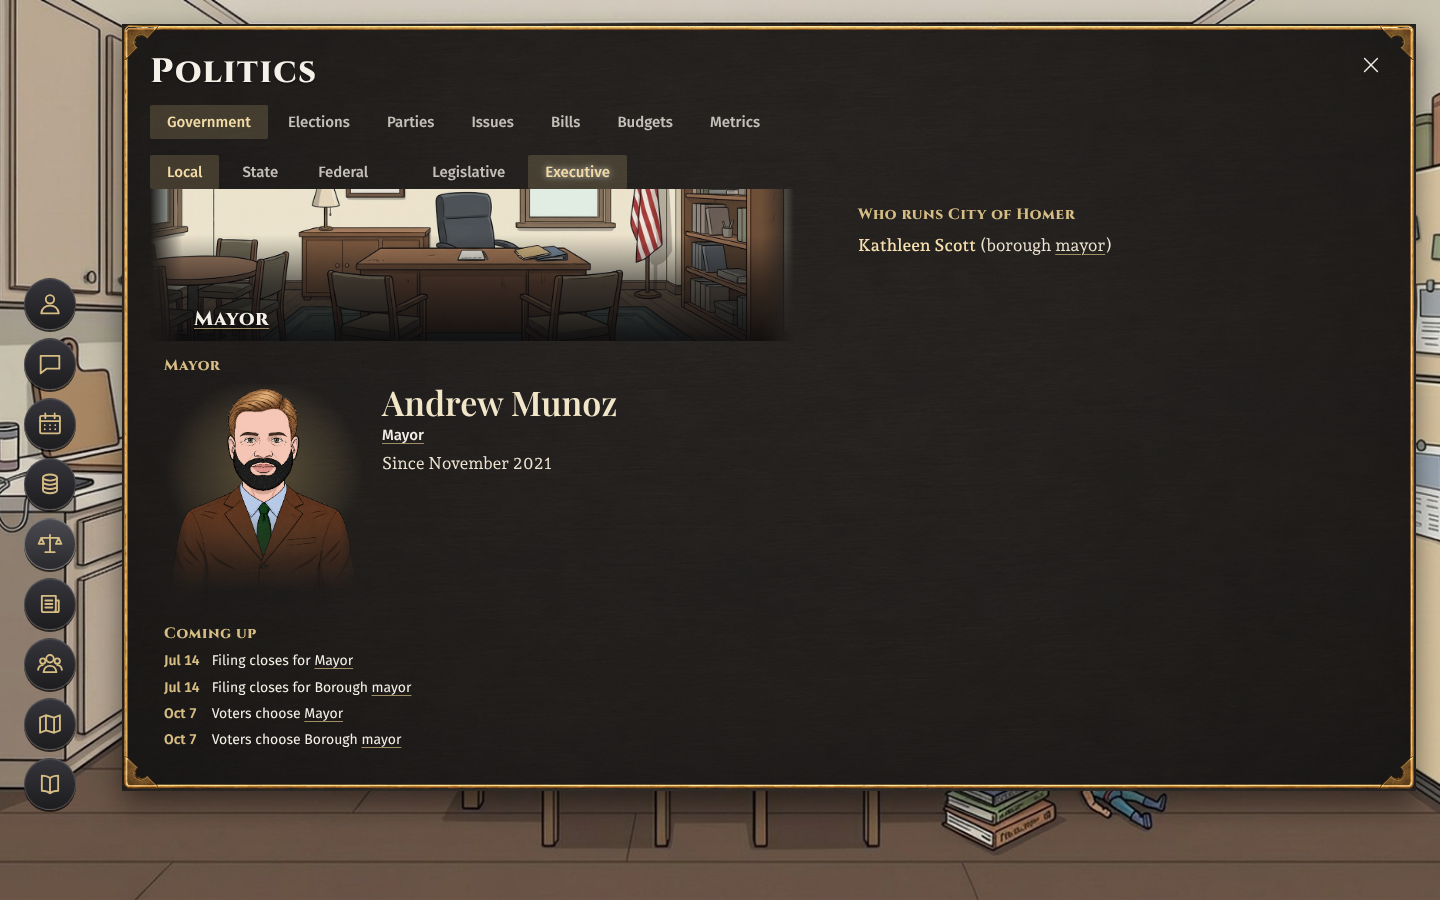 Politics
Government Elections Parties Issues Bills Budgets Metrics
Local State Federal Legislative Executive
Mayor
Mayor
Andrew Munoz
Mayor
Since November 2021
Coming up
Jul 14 Filing closes for Mayor
Jul 14 Filing closes for Borough mayor
Oct 7 Voters choose Mayor
Oct 7 Voters choose Borough mayor
Who runs City of Homer
Kathleen Scott (borough mayor)